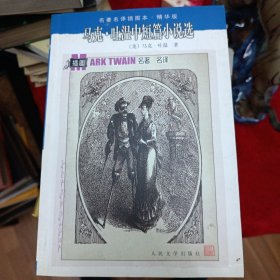 名著名译插图本·精华版
马克·吐温中短篇小说选
(美) 马克·吐温 著
插图
MARK TWAIN 名著 名译
人民文学出版社